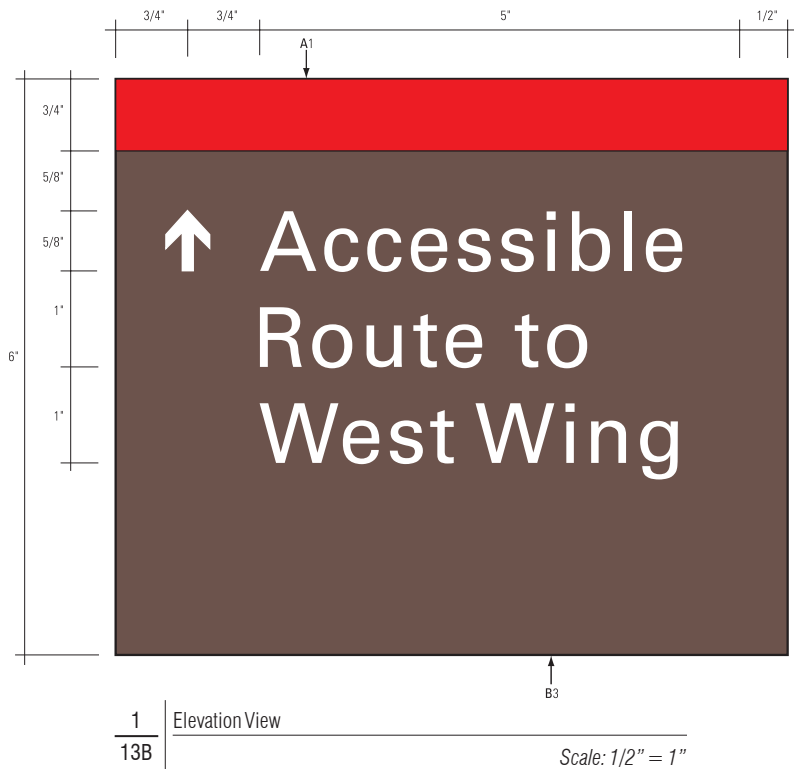 3/4" 3/4" 5" 1/2"
A1
3/4"
5/8"
5/8"
1"
6"
1"
Accessible
Route to
West Wing
B3
1 Elevation View
13B
Scale: 1/2” = 1”